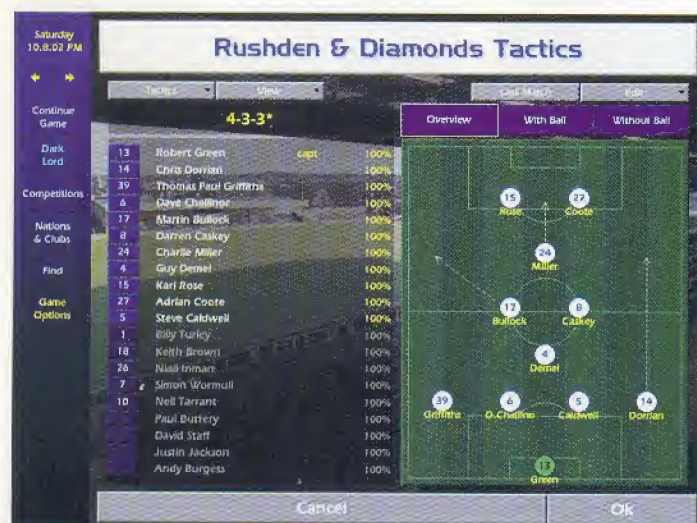 Saturday
10.8.02 PM
Rushden & Diamonds Tactics
Tactics
View
Edit
4-3-3*
Overview
With Ball
Without Ball
Continue
Game
Dark
Lord
Competitions
Nations
& Clubs
Find
Game
Options
13 Robert Green capt 100%
14 Chris Dorrian 100%
39 Thomas Paul Griffiths 100%
6 Dave Challinor 100%
17 Martin Bullock 100%
8 Darren Caskey 100%
24 Charlie Miller 100%
4 Guy Demel 100%
15 Karl Rose 100%
27 Adrian Coote 100%
5 Steve Caldwell 100%
1 Billy Turley 100%
18 Keith Brown 100%
26 Niall Inman 100%
7 Simon Wormull 100%
10 Neil Tarrant 100%
Paul Buttery 100%
David Staff 100%
Justin Jackson 100%
Andy Burgess 100%
15
Rose
27
Coote
24
Miller
17
Bullock
8
Caskey
4
Demel
39
Griffiths
6
D.Challino
5
Caldwell
14
Dorrian
13
Green
Cancel
Ok